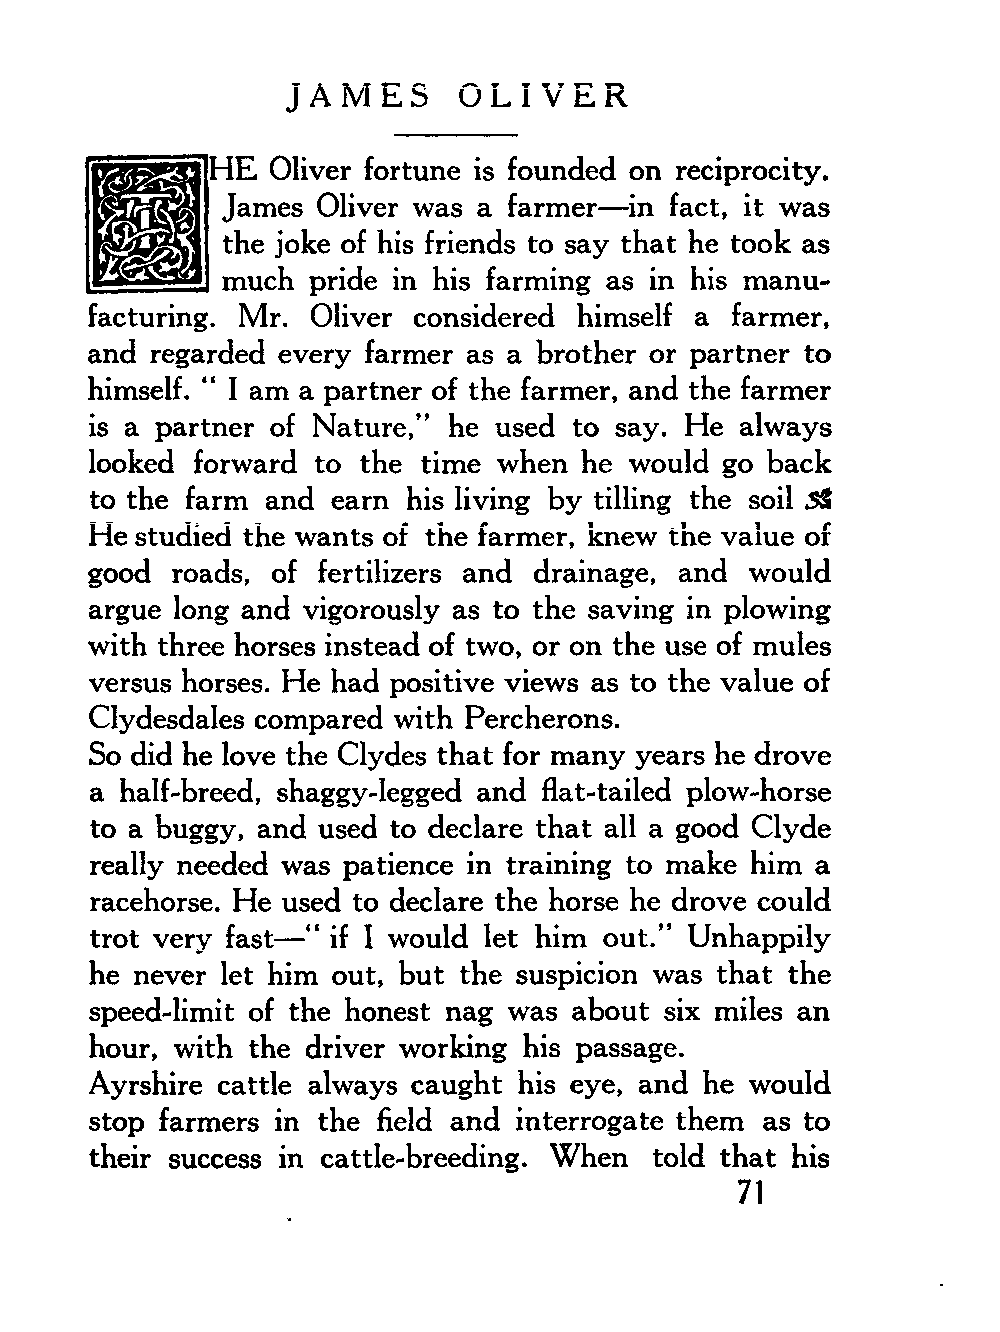 JAMES OLIVER
THE Oliver fortune is founded on reciprocity.
James Oliver was a farmer—in fact, it was
the joke of his friends to say that he took as
much pride in his farming as in his manu-
facturing. Mr. Oliver considered himself a farmer,
and regarded every farmer as a brother or partner to
himself. “ I am a partner of the farmer, and the farmer
is a partner of Nature,” he used to say. He always
looked forward to the time when he would go back
to the farm and earn his living by tilling the soil
He studied the wants of the farmer, knew the value of
good roads, of fertilizers and drainage, and would
argue long and vigorously as to the saving in plowing
with three horses instead of two, or on the use of mules
versus horses. He had positive views as to the value of
Clydesdales compared with Percherons.
So did he love the Clydes that for many years he drove
a half-breed, shaggy-legged and flat-tailed plow-horse
to a buggy, and used to declare that all a good Clyde
really needed was patience in training to make him a
racehorse. He used to declare the horse he drove could
trot very fast—“ if I would let him out.” Unhappily
he never let him out, but the suspicion was that the
speed-limit of the honest nag was about six miles an
hour, with the driver working his passage.
Ayrshire cattle always caught his eye, and he would
stop farmers in the field and interrogate them as to
their success in cattle-breeding. When told that his
71